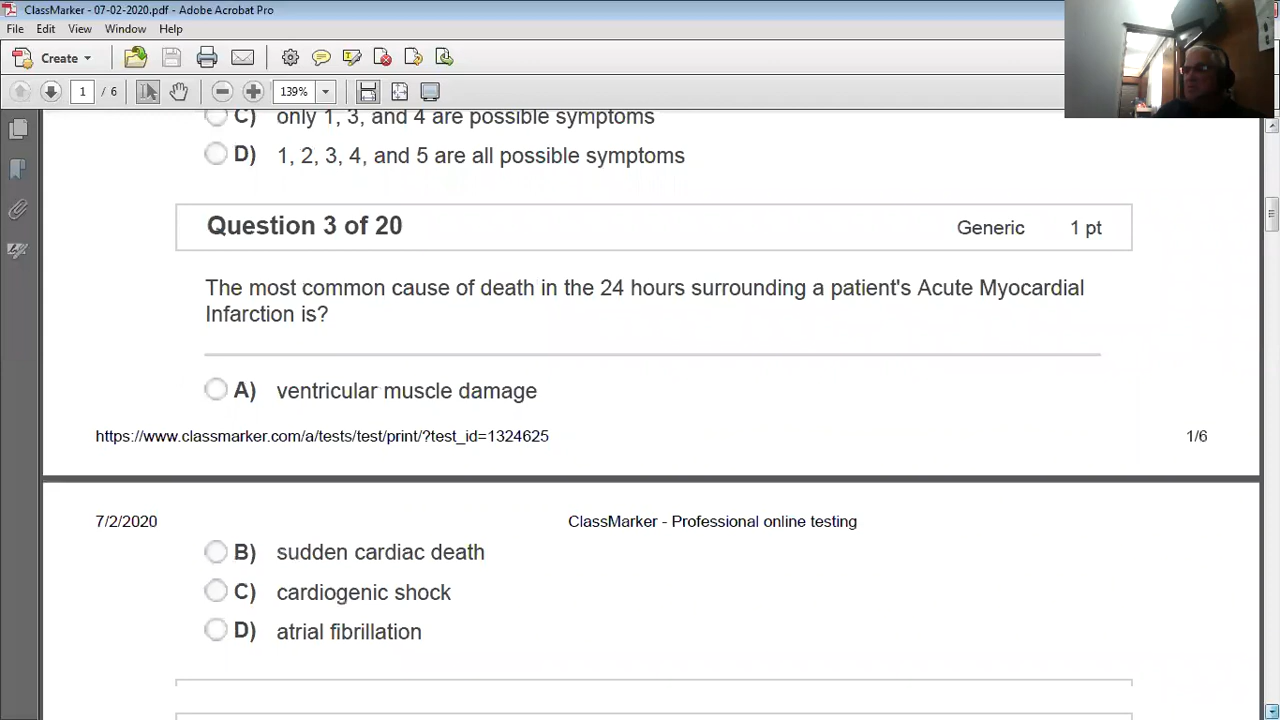 ClassMarker - 07-02-2020.pdf - Adobe Acrobat Pro
File Edit View Window Help
Create
1 / 6 139%
C) only 1, 3, and 4 are possible symptoms
D) 1, 2, 3, 4, and 5 are all possible symptoms
Question 3 of 20 Generic 1 pt
The most common cause of death in the 24 hours surrounding a patient's Acute Myocardial
Infarction is?
A) ventricular muscle damage
https://www.classmarker.com/a/tests/test/print/?test_id=1324625 1/6
7/2/2020 ClassMarker - Professional online testing
B) sudden cardiac death
C) cardiogenic shock
D) atrial fibrillation